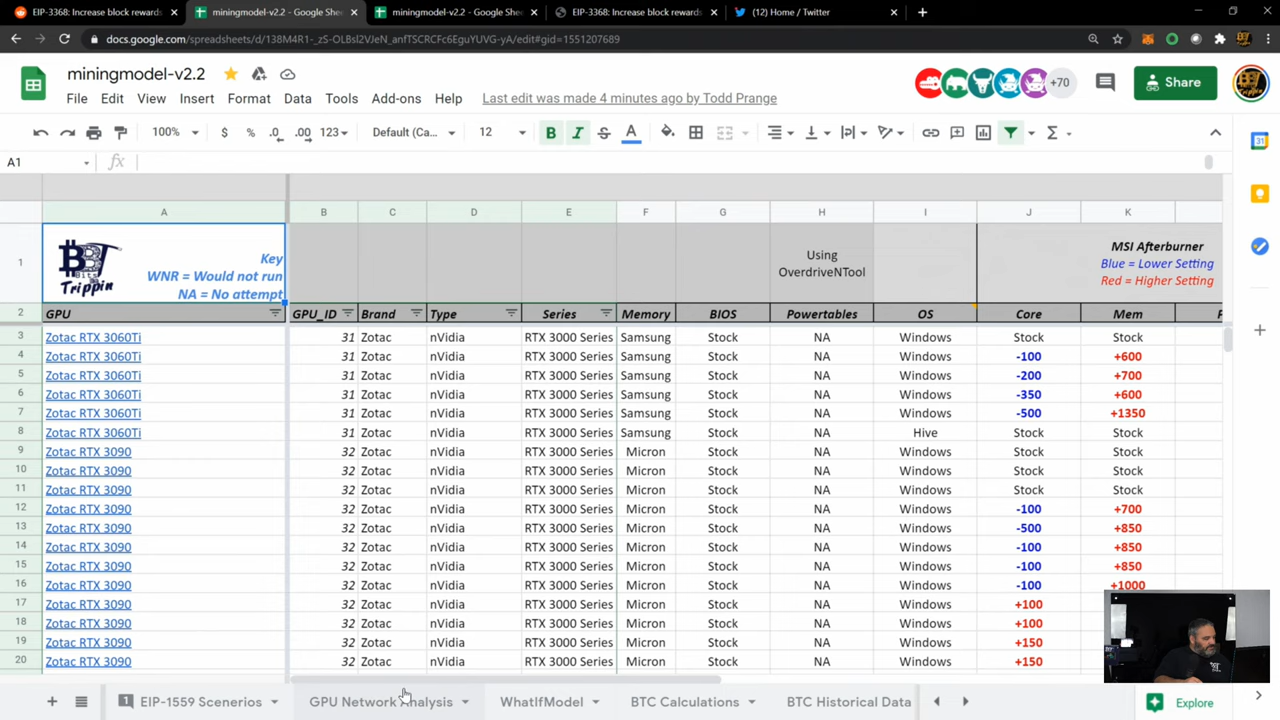 EIP-3368: Increase block rewards
miningmodel-v2.2 - Google She
miningmodel-v2.2 - Google She
EIP-3368: Increase block rewards
(12) Home / Twitter
docs.google.com/spreadsheets/d/138M4R1-_zS-OLBsI2VJeN_anfTSCRCFc6EguYUVG-yA/edit#gid=1551207689
miningmodel-v2.2
+70
Share
File Edit View Insert Format Data Tools Add-ons Help Last edit was made 4 minutes ago by Todd Prange
100% $ % .0 .00 123 Default (Ca... 12 B I S A
A1 fx
A B C D E F G H I J K
1
Bits
Trippin
Key
WNR = Would not run
NA = No attempt
Using
OverdriveNTool
MSI Afterburner
Blue = Lower Setting
Red = Higher Setting
2 GPU GPU_ID Brand Type Series Memory BIOS Powertables OS Core Mem
3 Zotac RTX 3060Ti 31 Zotac nVidia RTX 3000 Series Samsung Stock NA Windows Stock Stock
4 Zotac RTX 3060Ti 31 Zotac nVidia RTX 3000 Series Samsung Stock NA Windows -100 +600
5 Zotac RTX 3060Ti 31 Zotac nVidia RTX 3000 Series Samsung Stock NA Windows -200 +700
6 Zotac RTX 3060Ti 31 Zotac nVidia RTX 3000 Series Samsung Stock NA Windows -350 +600
7 Zotac RTX 3060Ti 31 Zotac nVidia RTX 3000 Series Samsung Stock NA Windows -500 +1350
8 Zotac RTX 3060Ti 31 Zotac nVidia RTX 3000 Series Samsung Stock NA Hive Stock Stock
9 Zotac RTX 3090 32 Zotac nVidia RTX 3000 Series Micron Stock NA Windows Stock Stock
10 Zotac RTX 3090 32 Zotac nVidia RTX 3000 Series Micron Stock NA Windows Stock Stock
11 Zotac RTX 3090 32 Zotac nVidia RTX 3000 Series Micron Stock NA Windows Stock Stock
12 Zotac RTX 3090 32 Zotac nVidia RTX 3000 Series Micron Stock NA Windows -100 +700
13 Zotac RTX 3090 32 Zotac nVidia RTX 3000 Series Micron Stock NA Windows -500 +850
14 Zotac RTX 3090 32 Zotac nVidia RTX 3000 Series Micron Stock NA Windows -100 +850
15 Zotac RTX 3090 32 Zotac nVidia RTX 3000 Series Micron Stock NA Windows -100 +850
16 Zotac RTX 3090 32 Zotac nVidia RTX 3000 Series Micron Stock NA Windows -100 +1000
17 Zotac RTX 3090 32 Zotac nVidia RTX 3000 Series Micron Stock NA Windows +100
18 Zotac RTX 3090 32 Zotac nVidia RTX 3000 Series Micron Stock NA Windows +100
19 Zotac RTX 3090 32 Zotac nVidia RTX 3000 Series Micron Stock NA Windows +150
20 Zotac RTX 3090 32 Zotac nVidia RTX 3000 Series Micron Stock NA Windows +150
1 EIP-1559 Scenerios GPU Network Analysis WhatIfModel BTC Calculations BTC Historical Data Explore